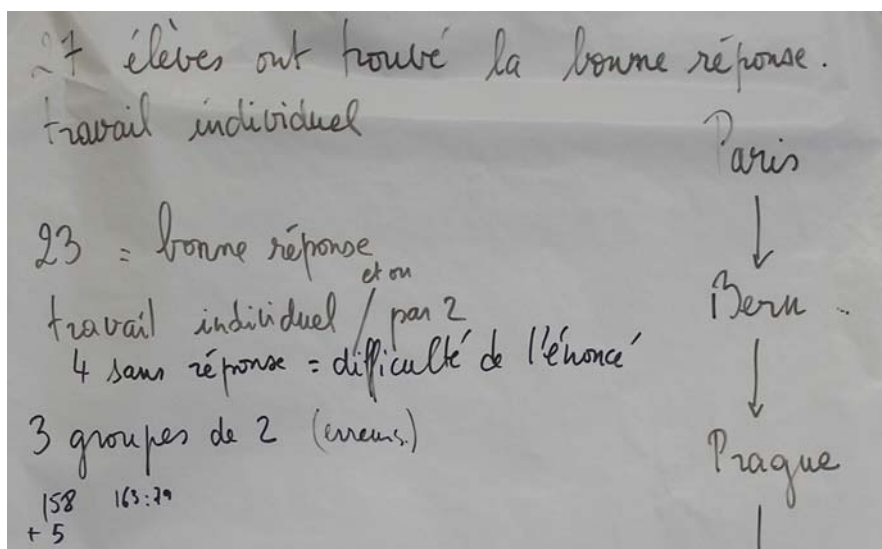 27 élèves ont trouvé la bonne réponse.
travail individuel
23 = bonne réponse
et ou
travail individuel / par 2
4 sans réponse = difficulté de l'énoncé
3 groupes de 2 (erreurs.)
158 163:79
+ 5
Paris
Bern
Prague